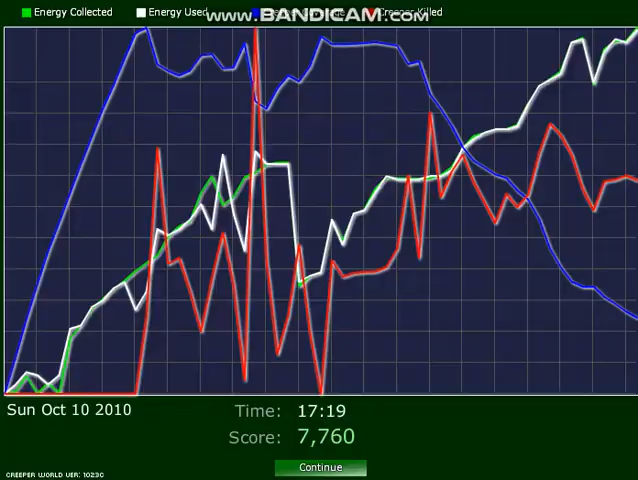 Energy Collected Energy Used Creeper Killed
www.BANDICAM.com
Sun Oct 10 2010 Time: 17:19
Score: 7,760
Continue
CREEPER WORLD VER: 1023C